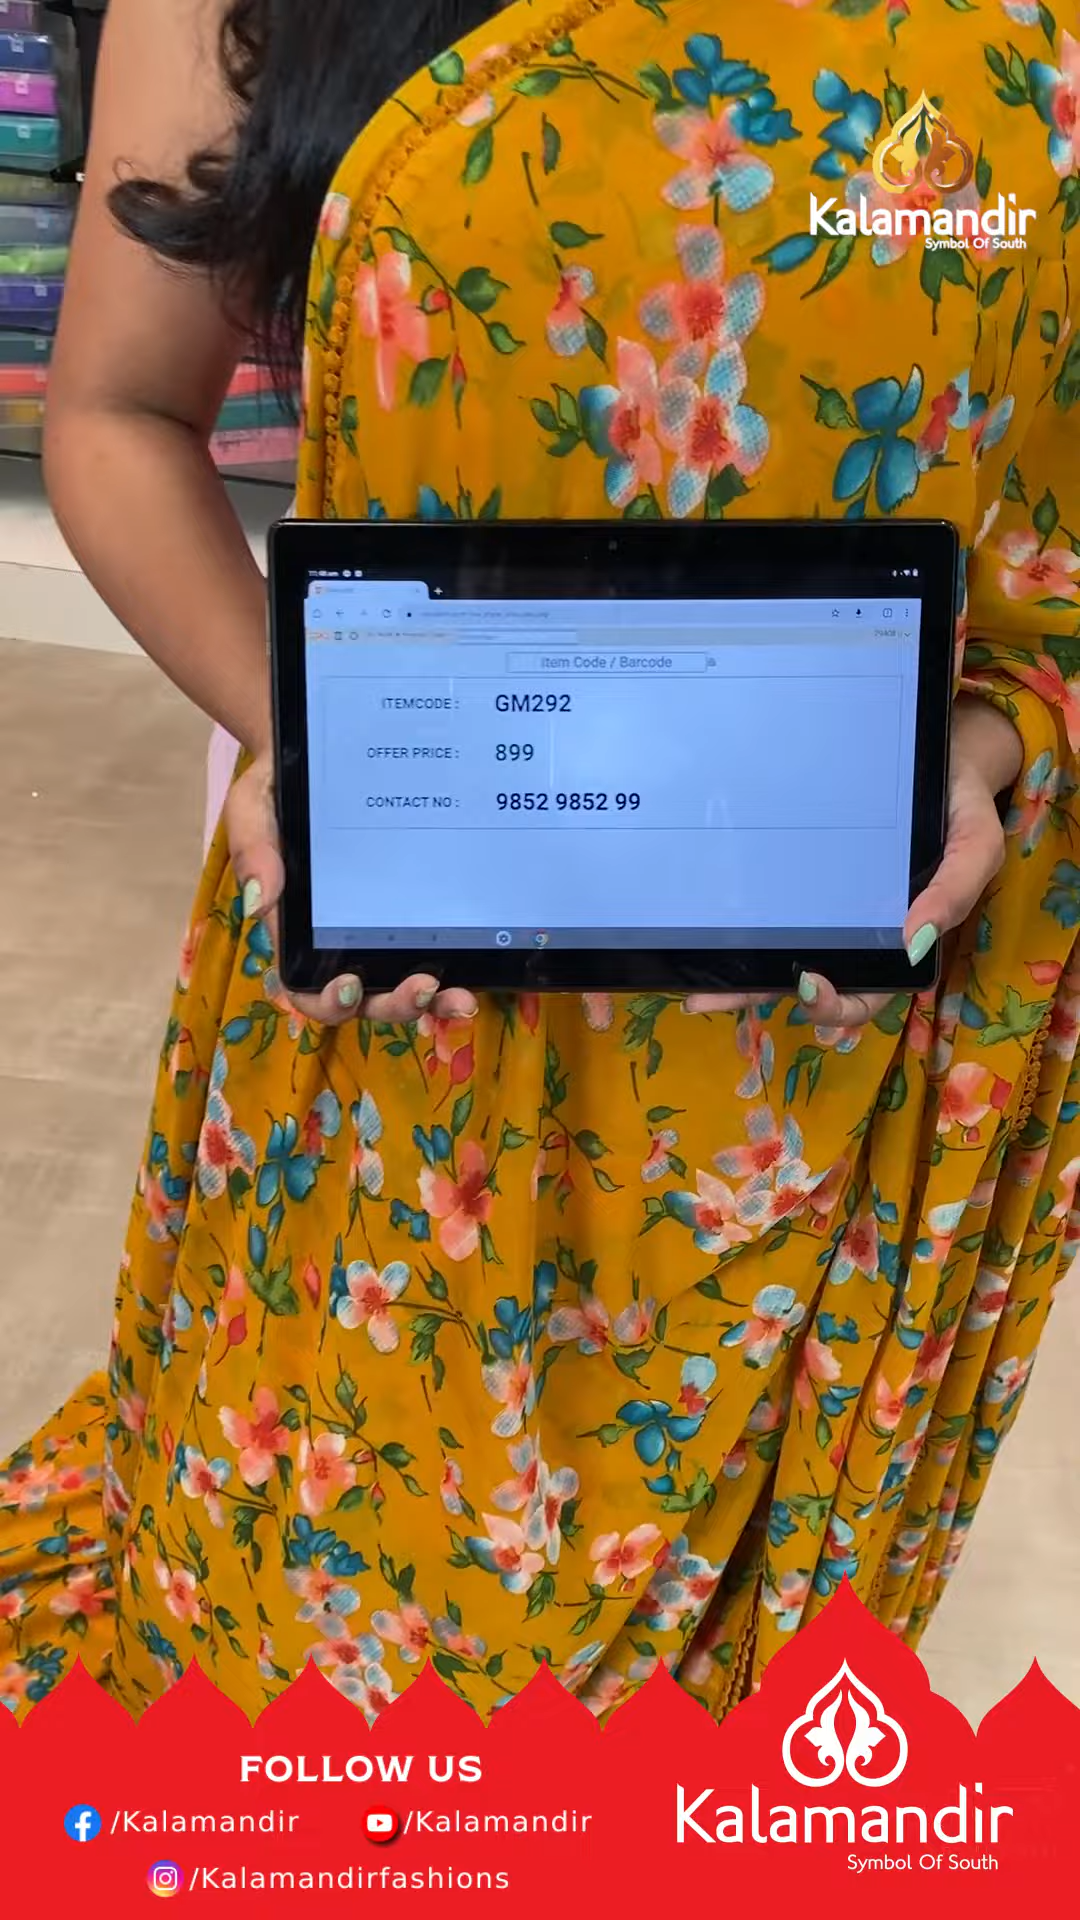 Kalamandir
Symbol Of South
Item Code / Barcode
ITEMCODE : GM292
OFFER PRICE : 899
CONTACT NO : 9852 9852 99
FOLLOW US
/Kalamandir
/Kalamandir
/Kalamandirfashions
Kalamandir
Symbol Of South